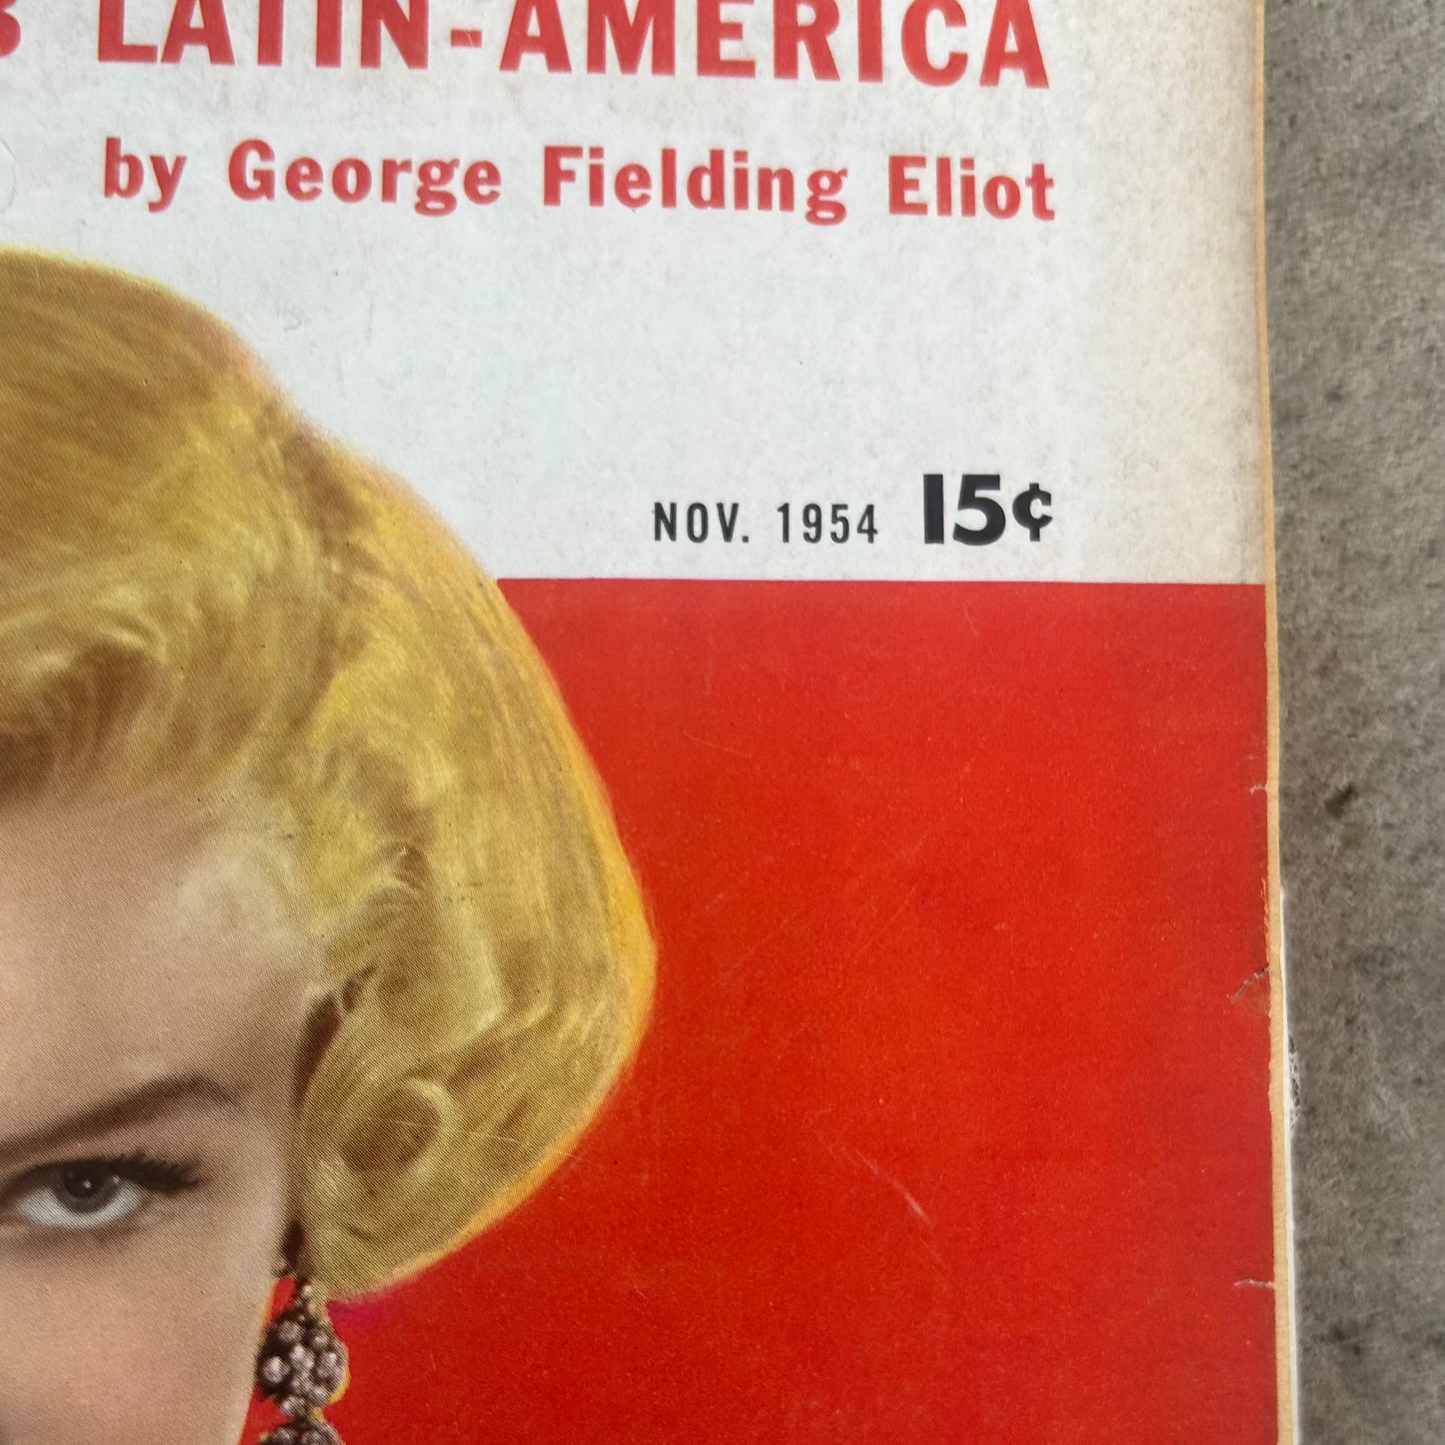 LATIN-AMERICA
by George Fielding Eliot
NOV. 1954 15¢